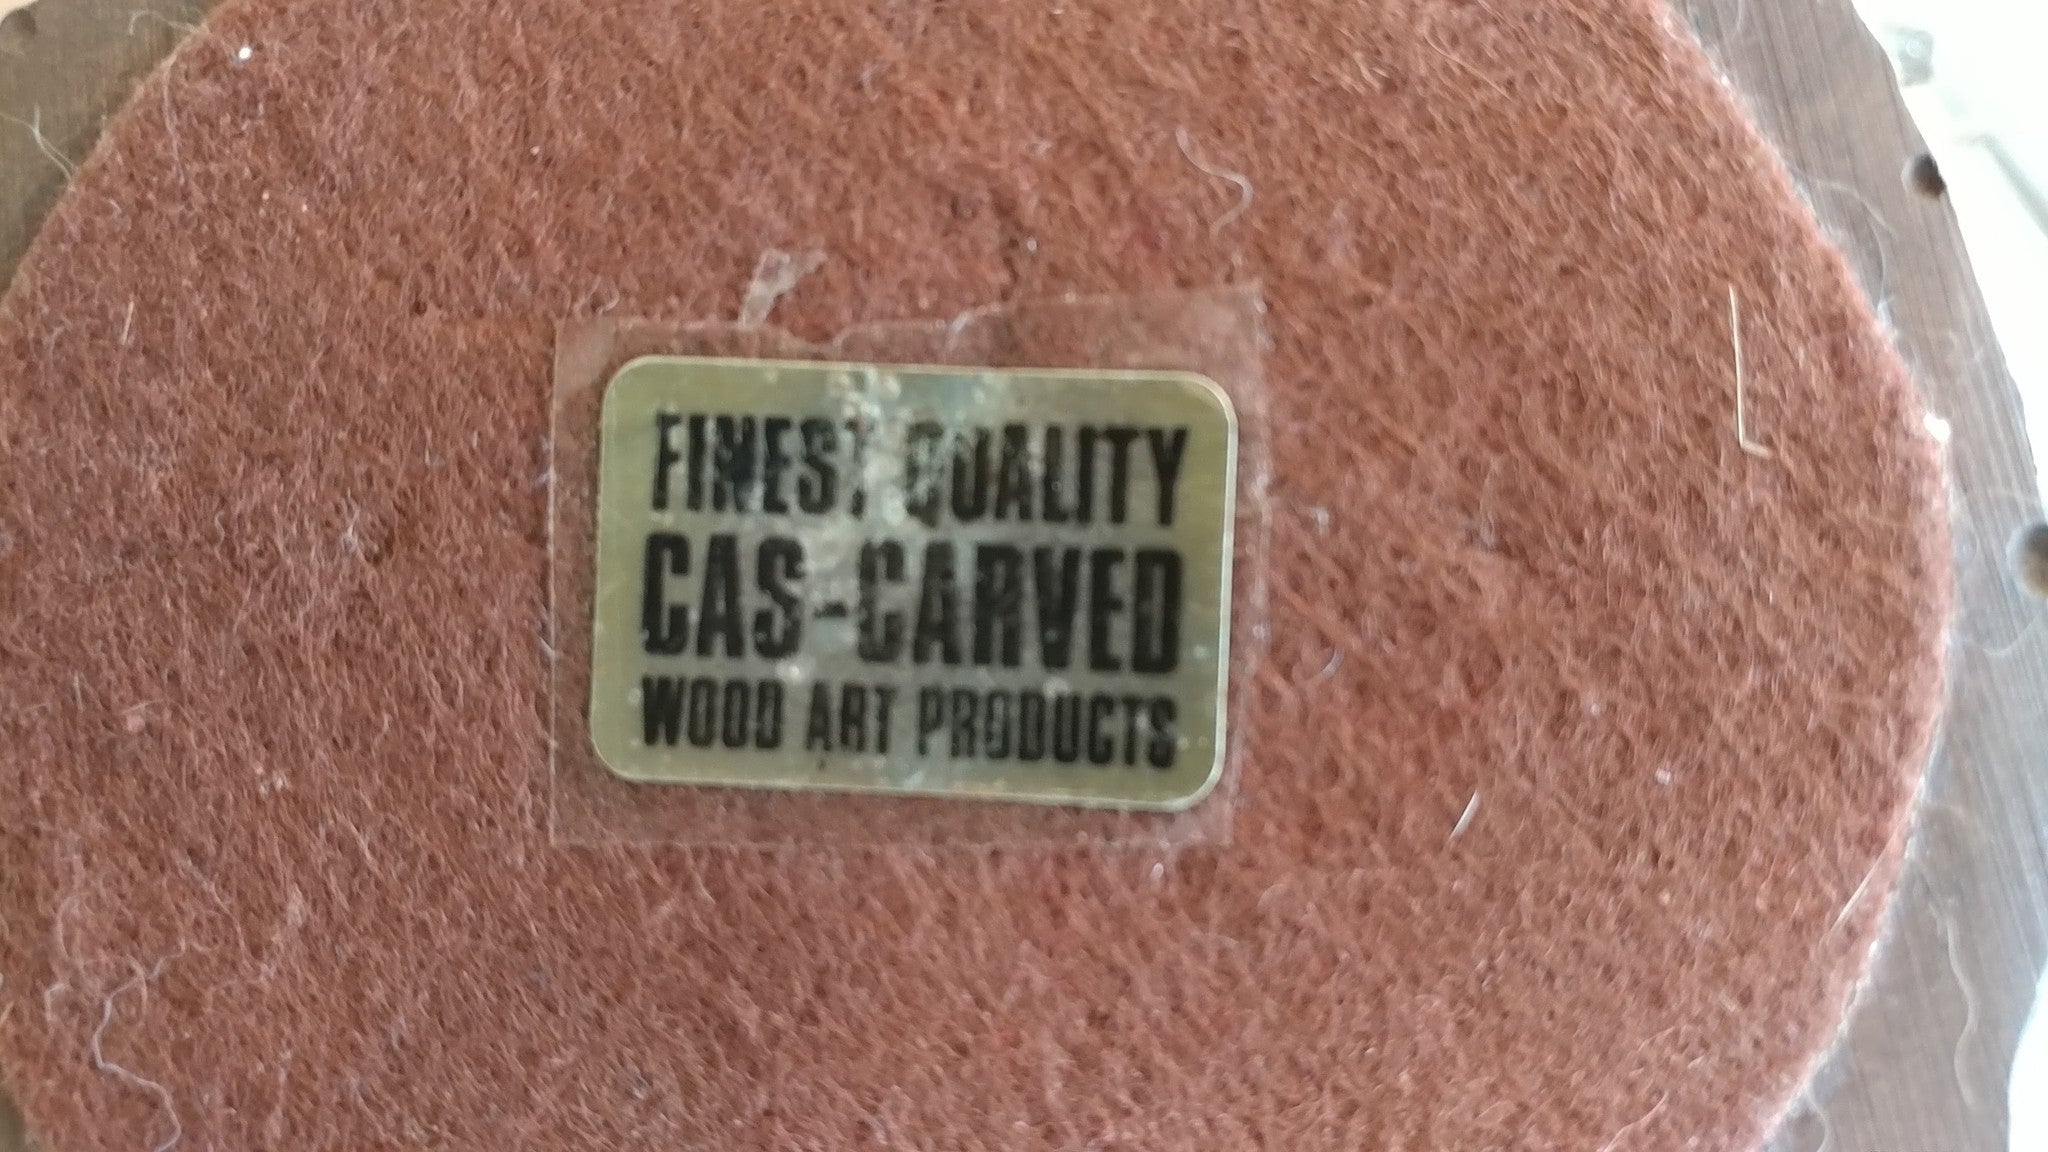 FINEST QUALITY
CAS-CARVED
WOOD ART PRODUCTS